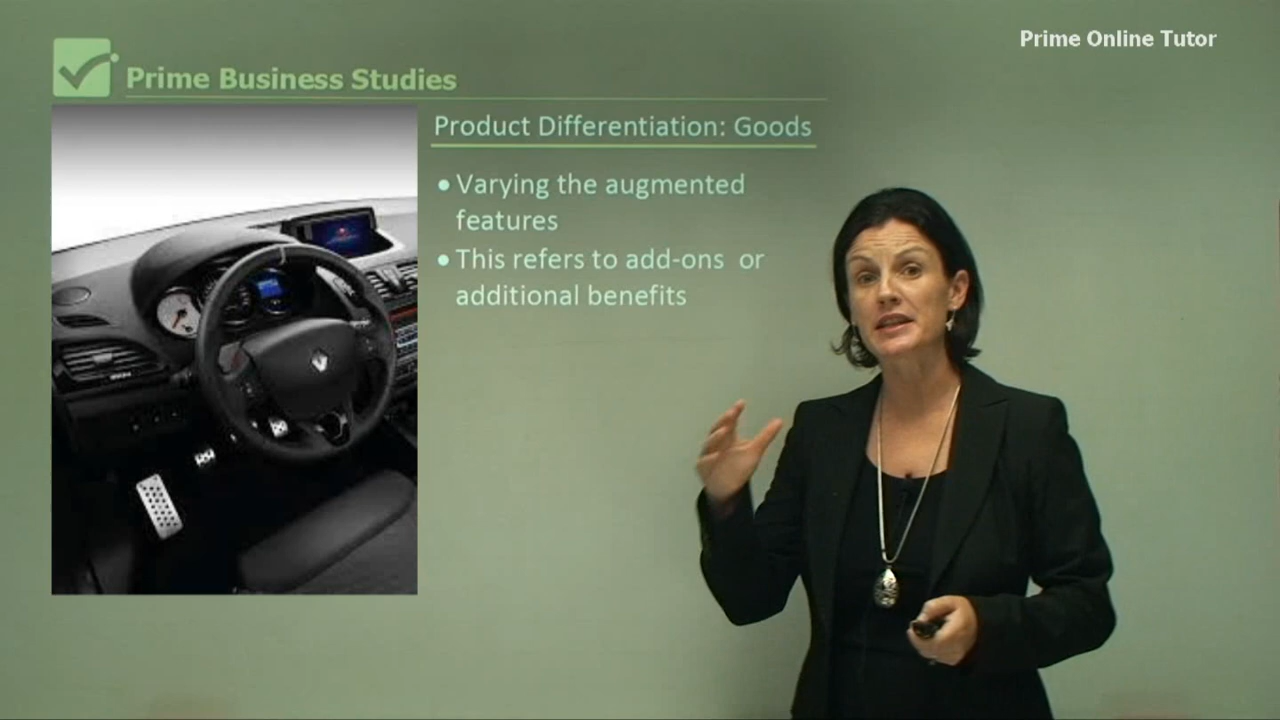 Prime Online Tutor
Prime Business Studies
Product Differentiation: Goods
• Varying the augmented
features
• This refers to add-ons or
additional benefits